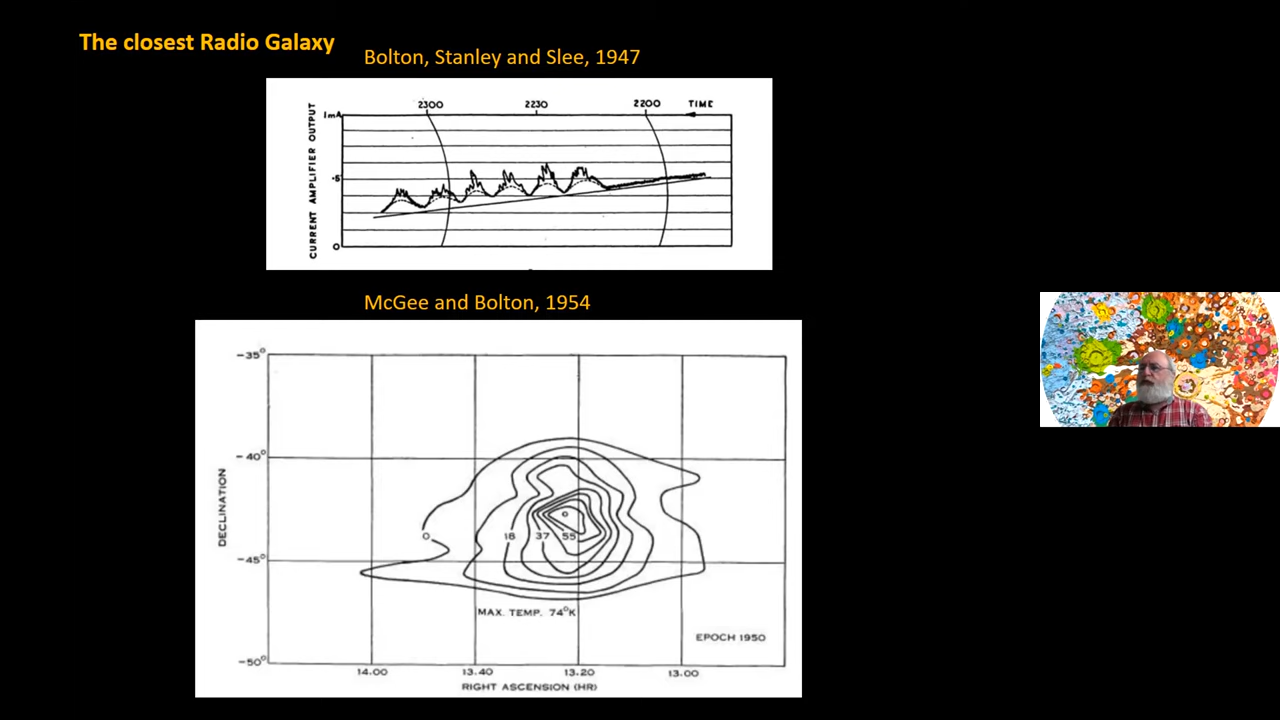 The closest Radio Galaxy
Bolton, Stanley and Slee, 1947
2300 2230 2200 TIME
CURRENT AMPLIFIER OUTPUT
1mA
·5
0
McGee and Bolton, 1954
-35°
-40°
DECLINATION
0 18 37 55
-45°
MAX. TEMP. 74°K
EPOCH 1950
-50°
14.00 13.40 13.20 13.00
RIGHT ASCENSION (HR)